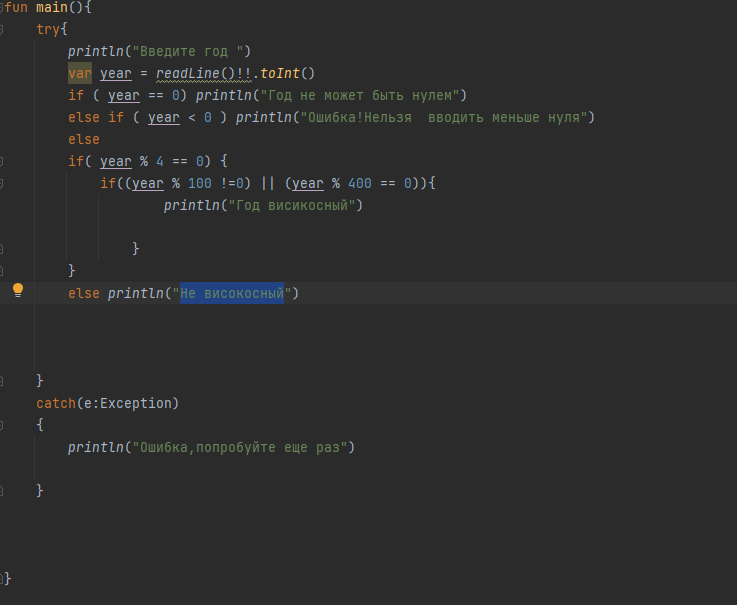 fun main(){
try{
println("Введите год ")
var year = readLine()!!.toInt()
if ( year == 0) println("Год не может быть нулем")
else if ( year < 0 ) println("Ошибка!Нельзя  вводить меньше нуля")
else
if( year % 4 == 0) {
if((year % 100 !=0) || (year % 400 == 0)){
println("Год висикосный")
}
}
else println("Не високосный")
}
catch(e:Exception)
{
println("Ошибка,попробуйте еще раз")
}
}